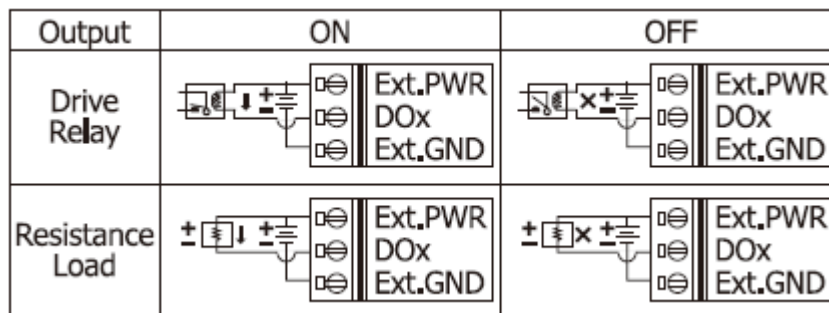 Output ON OFF
Drive Relay
Ext.PWR
DOx
Ext.GND
Ext.PWR
DOx
Ext.GND
Resistance Load
Ext.PWR
DOx
Ext.GND
Ext.PWR
DOx
Ext.GND